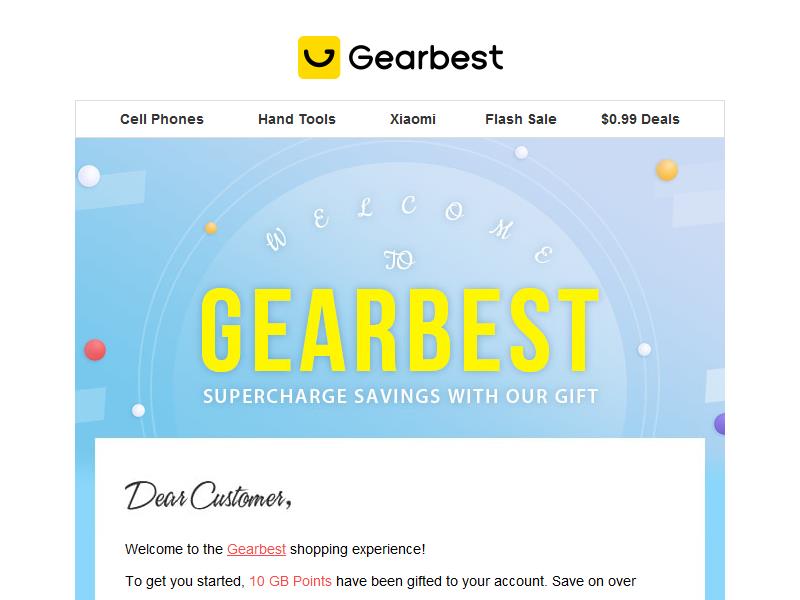 Gearbest
Cell Phones Hand Tools Xiaomi Flash Sale $0.99 Deals
WELCOME
TO
GEARBEST
SUPERCHARGE SAVINGS WITH OUR GIFT
Dear Customer,
Welcome to the Gearbest shopping experience!
To get you started, 10 GB Points have been gifted to your account. Save on over